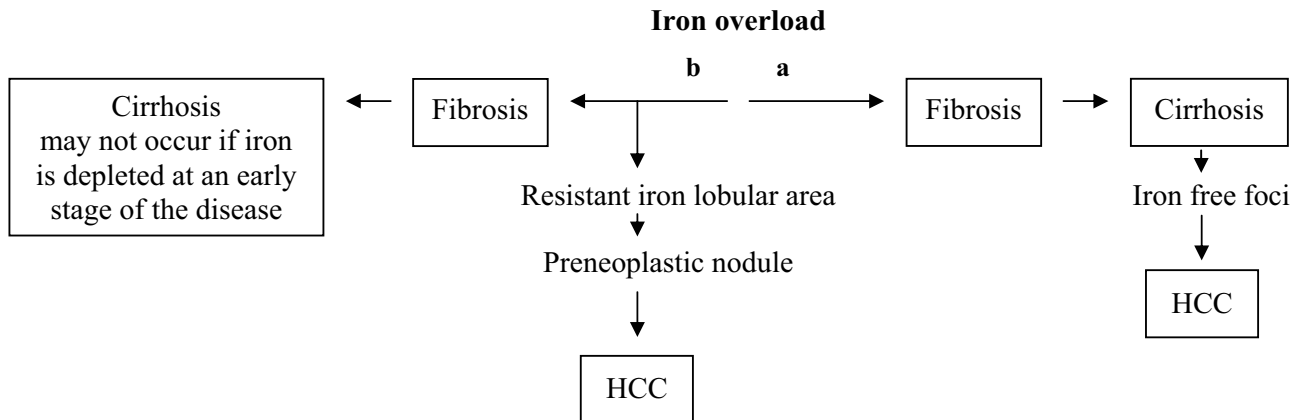 Iron overload
b
a
Cirrhosis
may not occur if iron
is depleted at an early
stage of the disease
Fibrosis
Fibrosis
Cirrhosis
Resistant iron lobular area
Iron free foci
Preneoplastic nodule
HCC
HCC